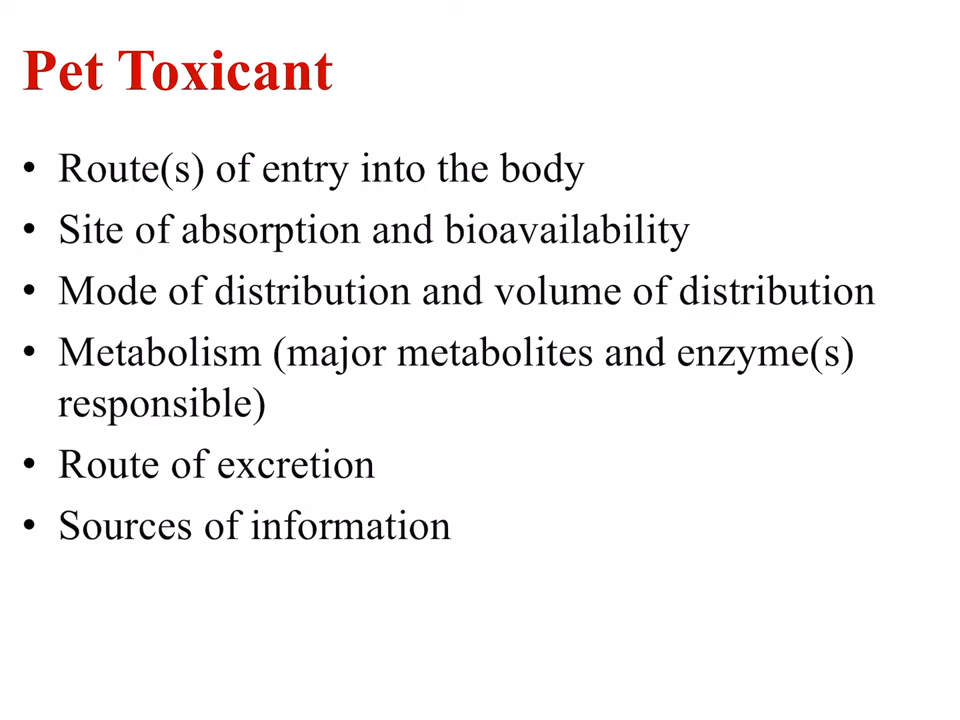 Pet Toxicant
• Route(s) of entry into the body
• Site of absorption and bioavailability
• Mode of distribution and volume of distribution
• Metabolism (major metabolites and enzyme(s)
responsible)
• Route of excretion
• Sources of information